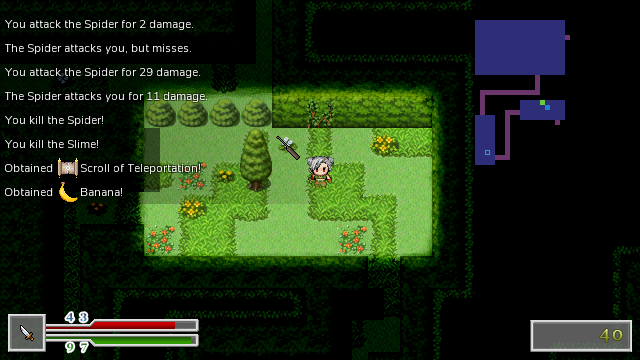 You attack the Spider for 2 damage.
The Spider attacks you, but misses.
You attack the Spider for 29 damage.
The Spider attacks you for 11 damage.
You kill the Spider!
You kill the Slime!
Obtained Scroll of Teleportation!
Obtained Banana!
43
97
40